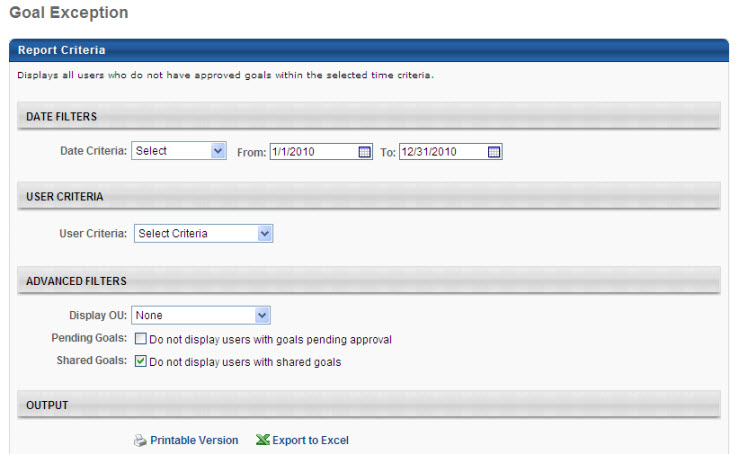 Goal Exception
Report Criteria
Displays all users who do not have approved goals within the selected time criteria.
DATE FILTERS
Date Criteria: Select From: 1/1/2010 To: 12/31/2010
USER CRITERIA
User Criteria: Select Criteria
ADVANCED FILTERS
Display OU: None
Pending Goals: Do not display users with goals pending approval
Shared Goals: Do not display users with shared goals
OUTPUT
Printable Version Export to Excel